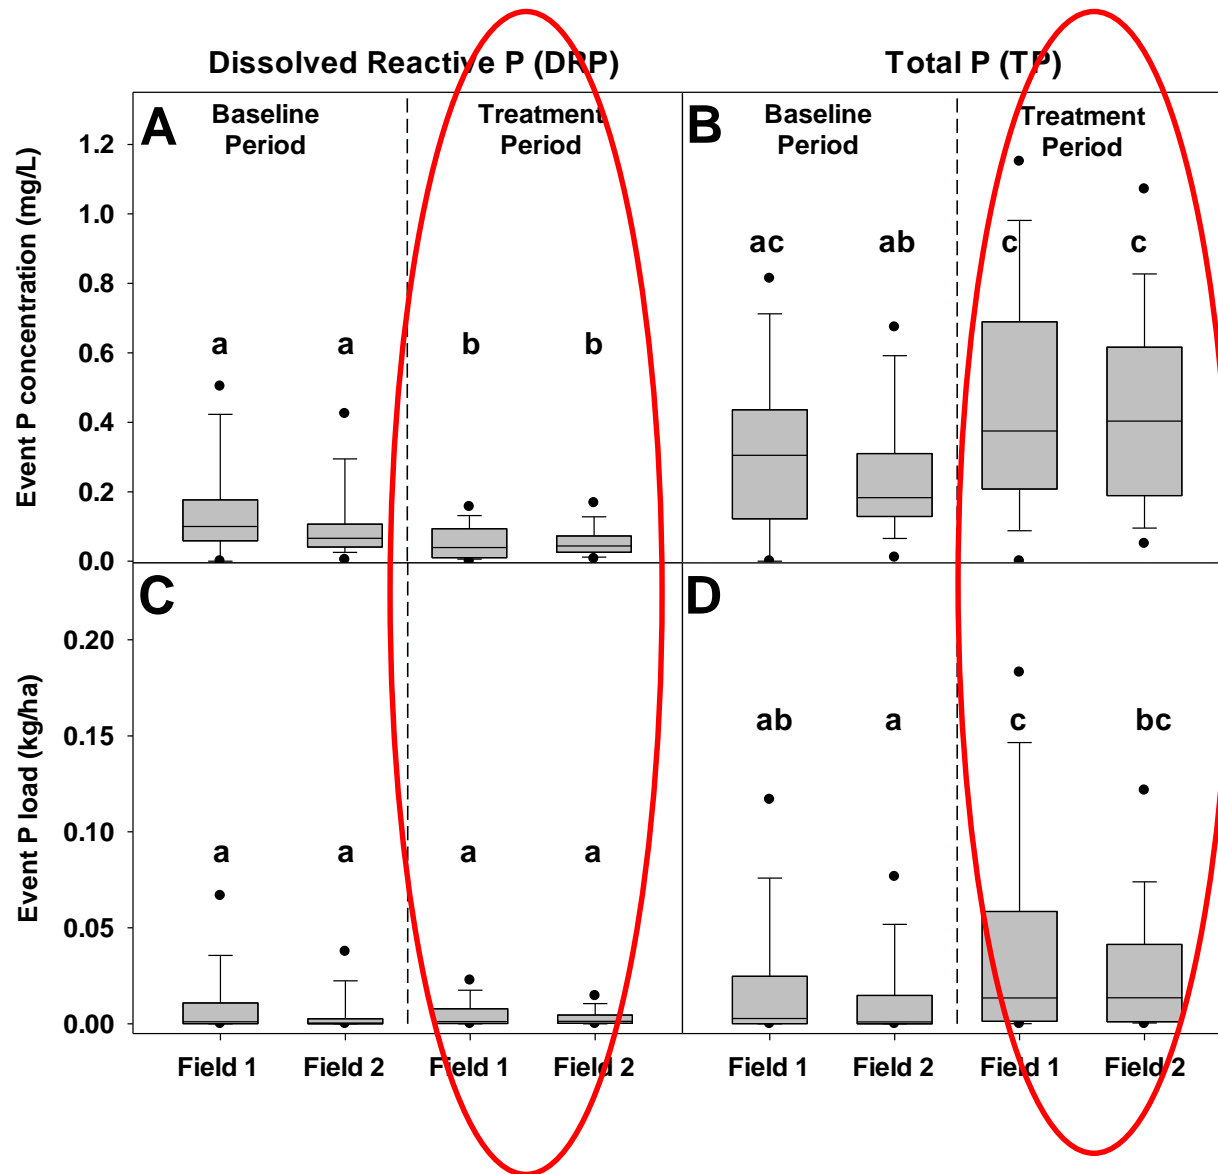 Dissolved Reactive P (DRP)
Total P (TP)
A
Baseline
Period
Treatment
Period
B
Baseline
Period
Treatment
Period
Event P concentration (mg/L)
1.2
1.0
0.8
0.6
0.4
0.2
0.0
a
a
b
b
ac
ab
c
c
C
D
Event P load (kg/ha)
0.20
0.15
0.10
0.05
0.00
a
a
a
a
ab
a
c
bc
Field 1
Field 2
Field 1
Field 2
Field 1
Field 2
Field 1
Field 2